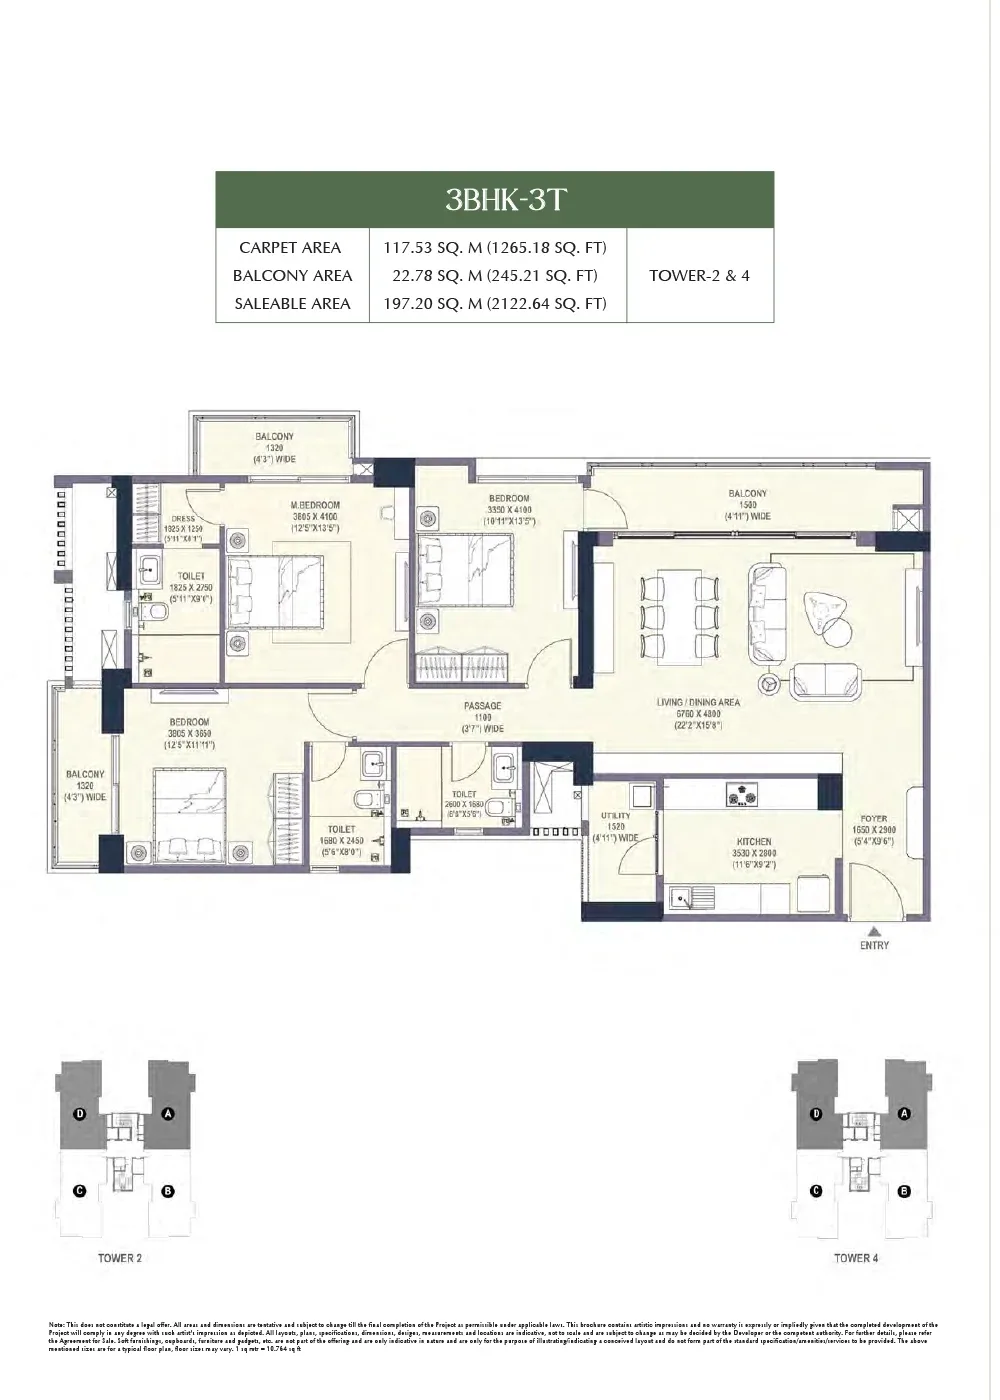 3BHK-3T
CARPET AREA 117.53 SQ. M (1265.18 SQ. FT)
BALCONY AREA 22.78 SQ. M (245.21 SQ. FT) TOWER-2 & 4
SALEABLE AREA 197.20 SQ. M (2122.64 SQ. FT)
BALCONY
1320
(4'3") WIDE
M.BEDROOM
3805 X 4100
(12'5"X13'5")
BEDROOM
3350 X 4100
(10'11"X13'5")
BALCONY
1500
(4'11") WIDE
DRESS
1825 X 1250
(5'11"X4'1")
TOILET
1825 X 2750
(5'11"X9'0")
BEDROOM
3805 X 3650
(12'5"X11'11")
PASSAGE
1100
(3'7") WIDE
LIVING / DINING AREA
6760 X 4800
(22'2"X15'8")
BALCONY
1320
(4'3") WIDE
TOILET
1680 X 2450
(5'6"X8'0")
TOILET
2600 X 1680
UTILITY
1520
(4'11") WIDE
KITCHEN
3530 X 2800
(11'6"X9'2")
FOYER
1650 X 2900
(5'4"X9'6")
ENTRY
D A
C B
TOWER 2
D A
C B
TOWER 4
Note: This does not constitute a legal offer. All areas and dimensions are tentative and subject to change till the final completion of the Project as permissible under applicable laws. This brochure contains artistic impressions and no warranty is expressly or impliedly given that the completed development of the
Project will comply in any degree with such artist's impression as depicted. All layouts, plans, specifications, dimensions, designs, measurements and locations are indicative, not to scale and are subject to change as may be decided by the Developer or the competent authority. For further details, please refer
the Agreement for Sale. Soft furnishings, cupboards, furniture and gadgets, etc. are not part of the offering and are only indicative in nature and are only for the purpose of illustrating/indicating a conceived layout and do not form part of the standard specification/amenities/services to be provided. The above
mentioned sizes are for a typical floor plan, floor sizes may vary. 1 sq mtr = 10.764 sq ft